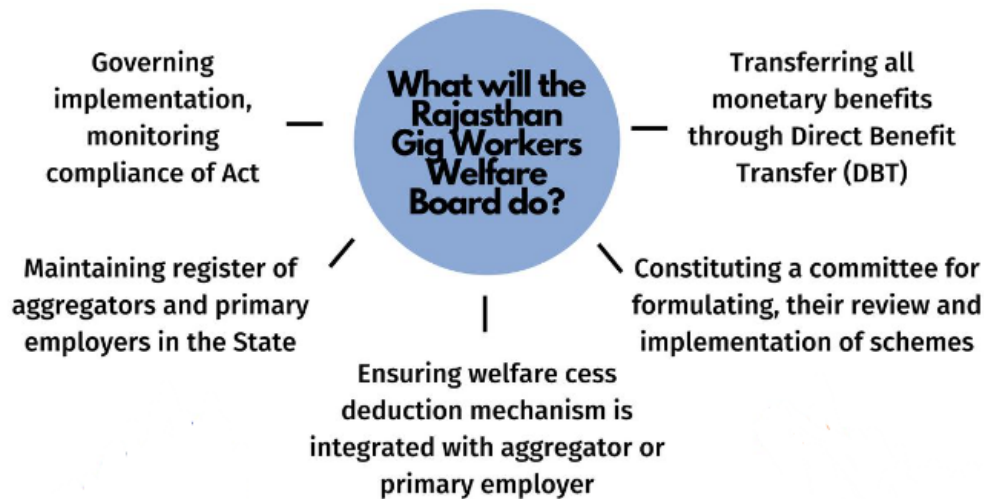 What will the
Rajasthan
Gig Workers
Welfare
Board do?
Governing
implementation,
monitoring
compliance of Act
Transferring all
monetary benefits
through Direct Benefit
Transfer (DBT)
Maintaining register of
aggregators and primary
employers in the State
Constituting a committee for
formulating, their review and
implementation of schemes
Ensuring welfare cess
deduction mechanism is
integrated with aggregator or
primary employer